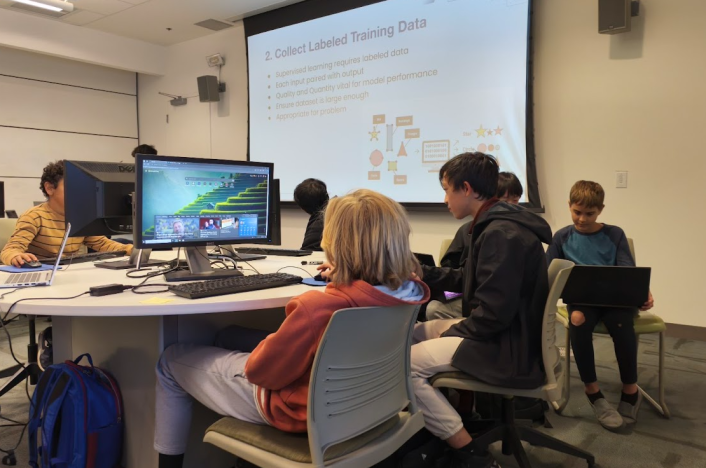 2. Collect Labeled Training Data
Supervised learning requires labeled data
Each input paired with output
Quality and Quantity vital for model performance
Ensure dataset is large enough
Appropriate for problem